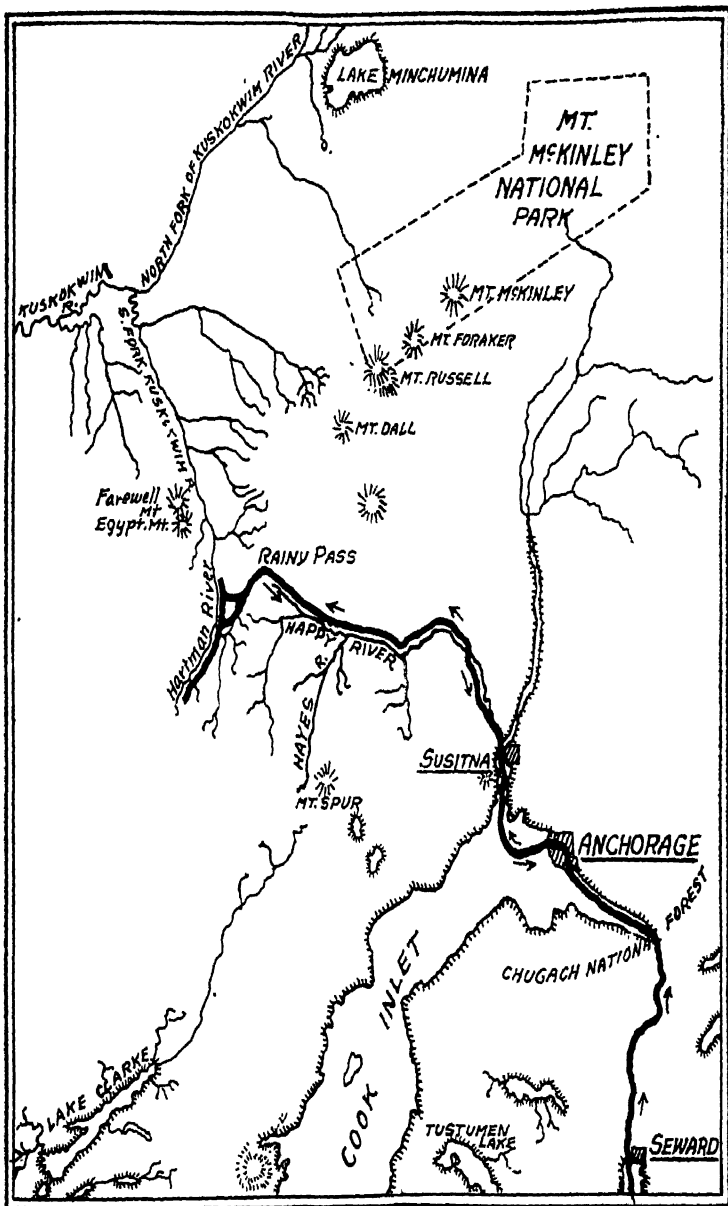 LAKE MINCHUMINA
NORTH FORK OF KUSKOKWIM RIVER
MT.
McKINLEY
NATIONAL
PARK
KUSKOKWIM
R.
S. FORK KUSKOKWIM R.
MT. McKINLEY
MT. FORAKER
MT. RUSSELL
MT. DALL
Farewell
Mt
Egypt. Mt.
RAINY PASS
Hartman River
HAPPY RIVER
HAYES R.
SUSITNA
MT. SPUR
ANCHORAGE
CHUGACH NATIONA FOREST
COOK INLET
LAKE CLARKE
TUSTUMEN
LAKE
SEWARD